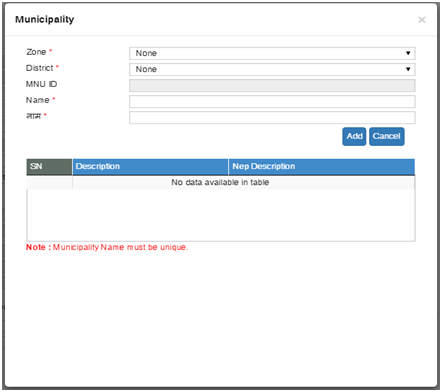 Municipality ×
Zone * None
District * None
MNU ID
Name *
नाम *
Add Cancel
SN Description Nep Description
No data available in table
Note : Municipality Name must be unique.